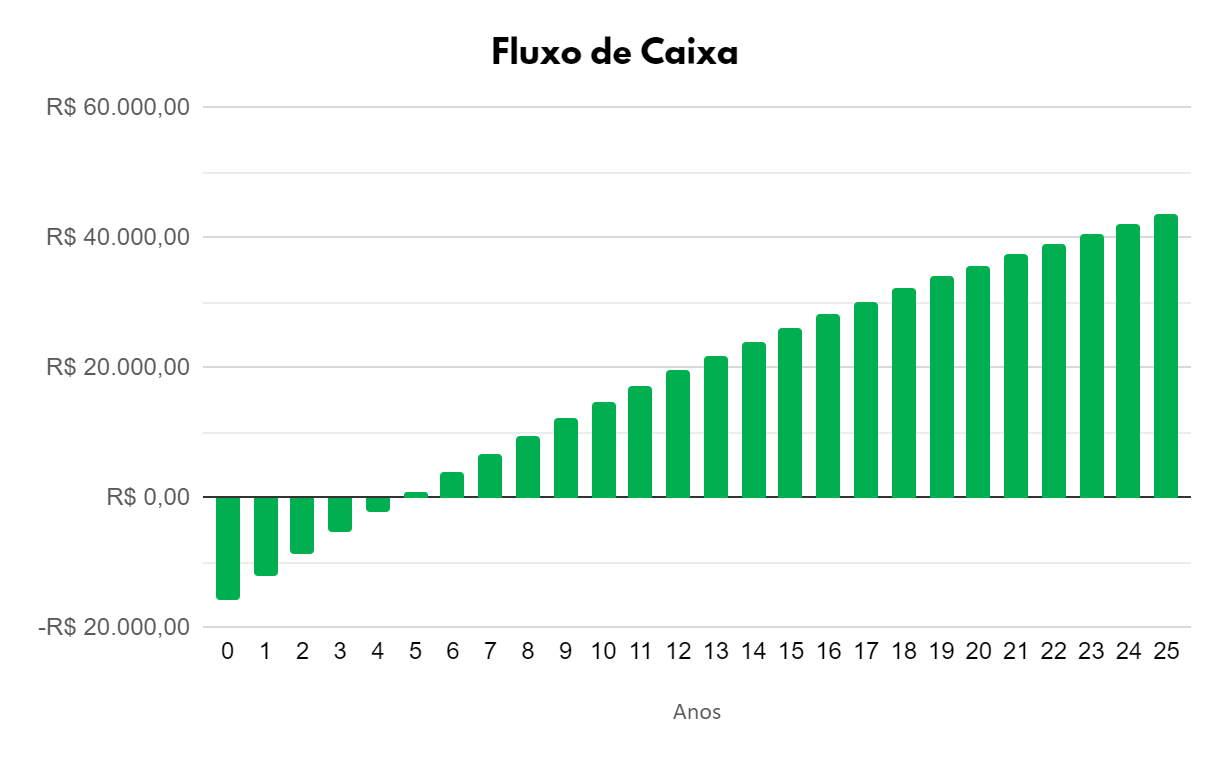 Fluxo de Caixa
R$ 60.000,00
R$ 40.000,00
R$ 20.000,00
R$ 0,00
-R$ 20.000,00
0 1 2 3 4 5 6 7 8 9 10 11 12 13 14 15 16 17 18 19 20 21 22 23 24 25
Anos